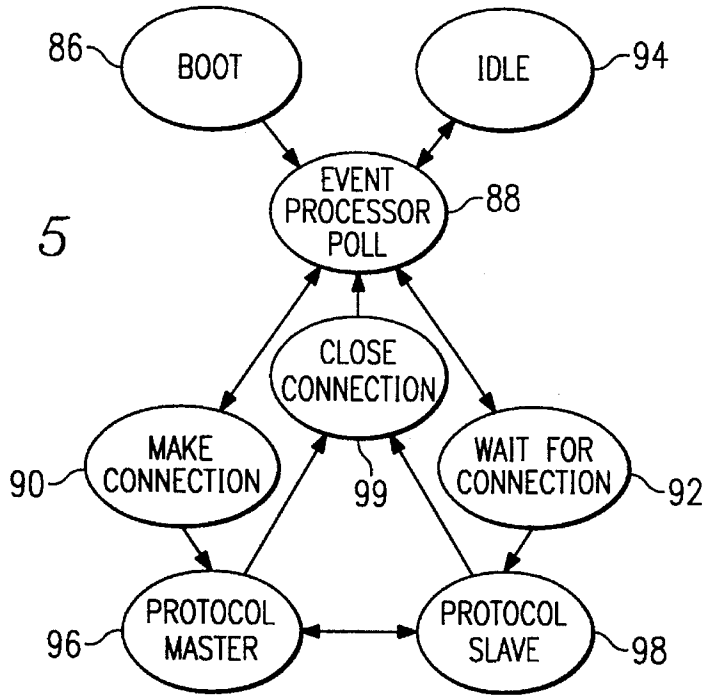 86
BOOT
IDLE
94
EVENT
PROCESSOR
POLL
88
5
CLOSE
CONNECTION
99
MAKE
CONNECTION
90
WAIT FOR
CONNECTION
92
PROTOCOL
MASTER
96
PROTOCOL
SLAVE
98